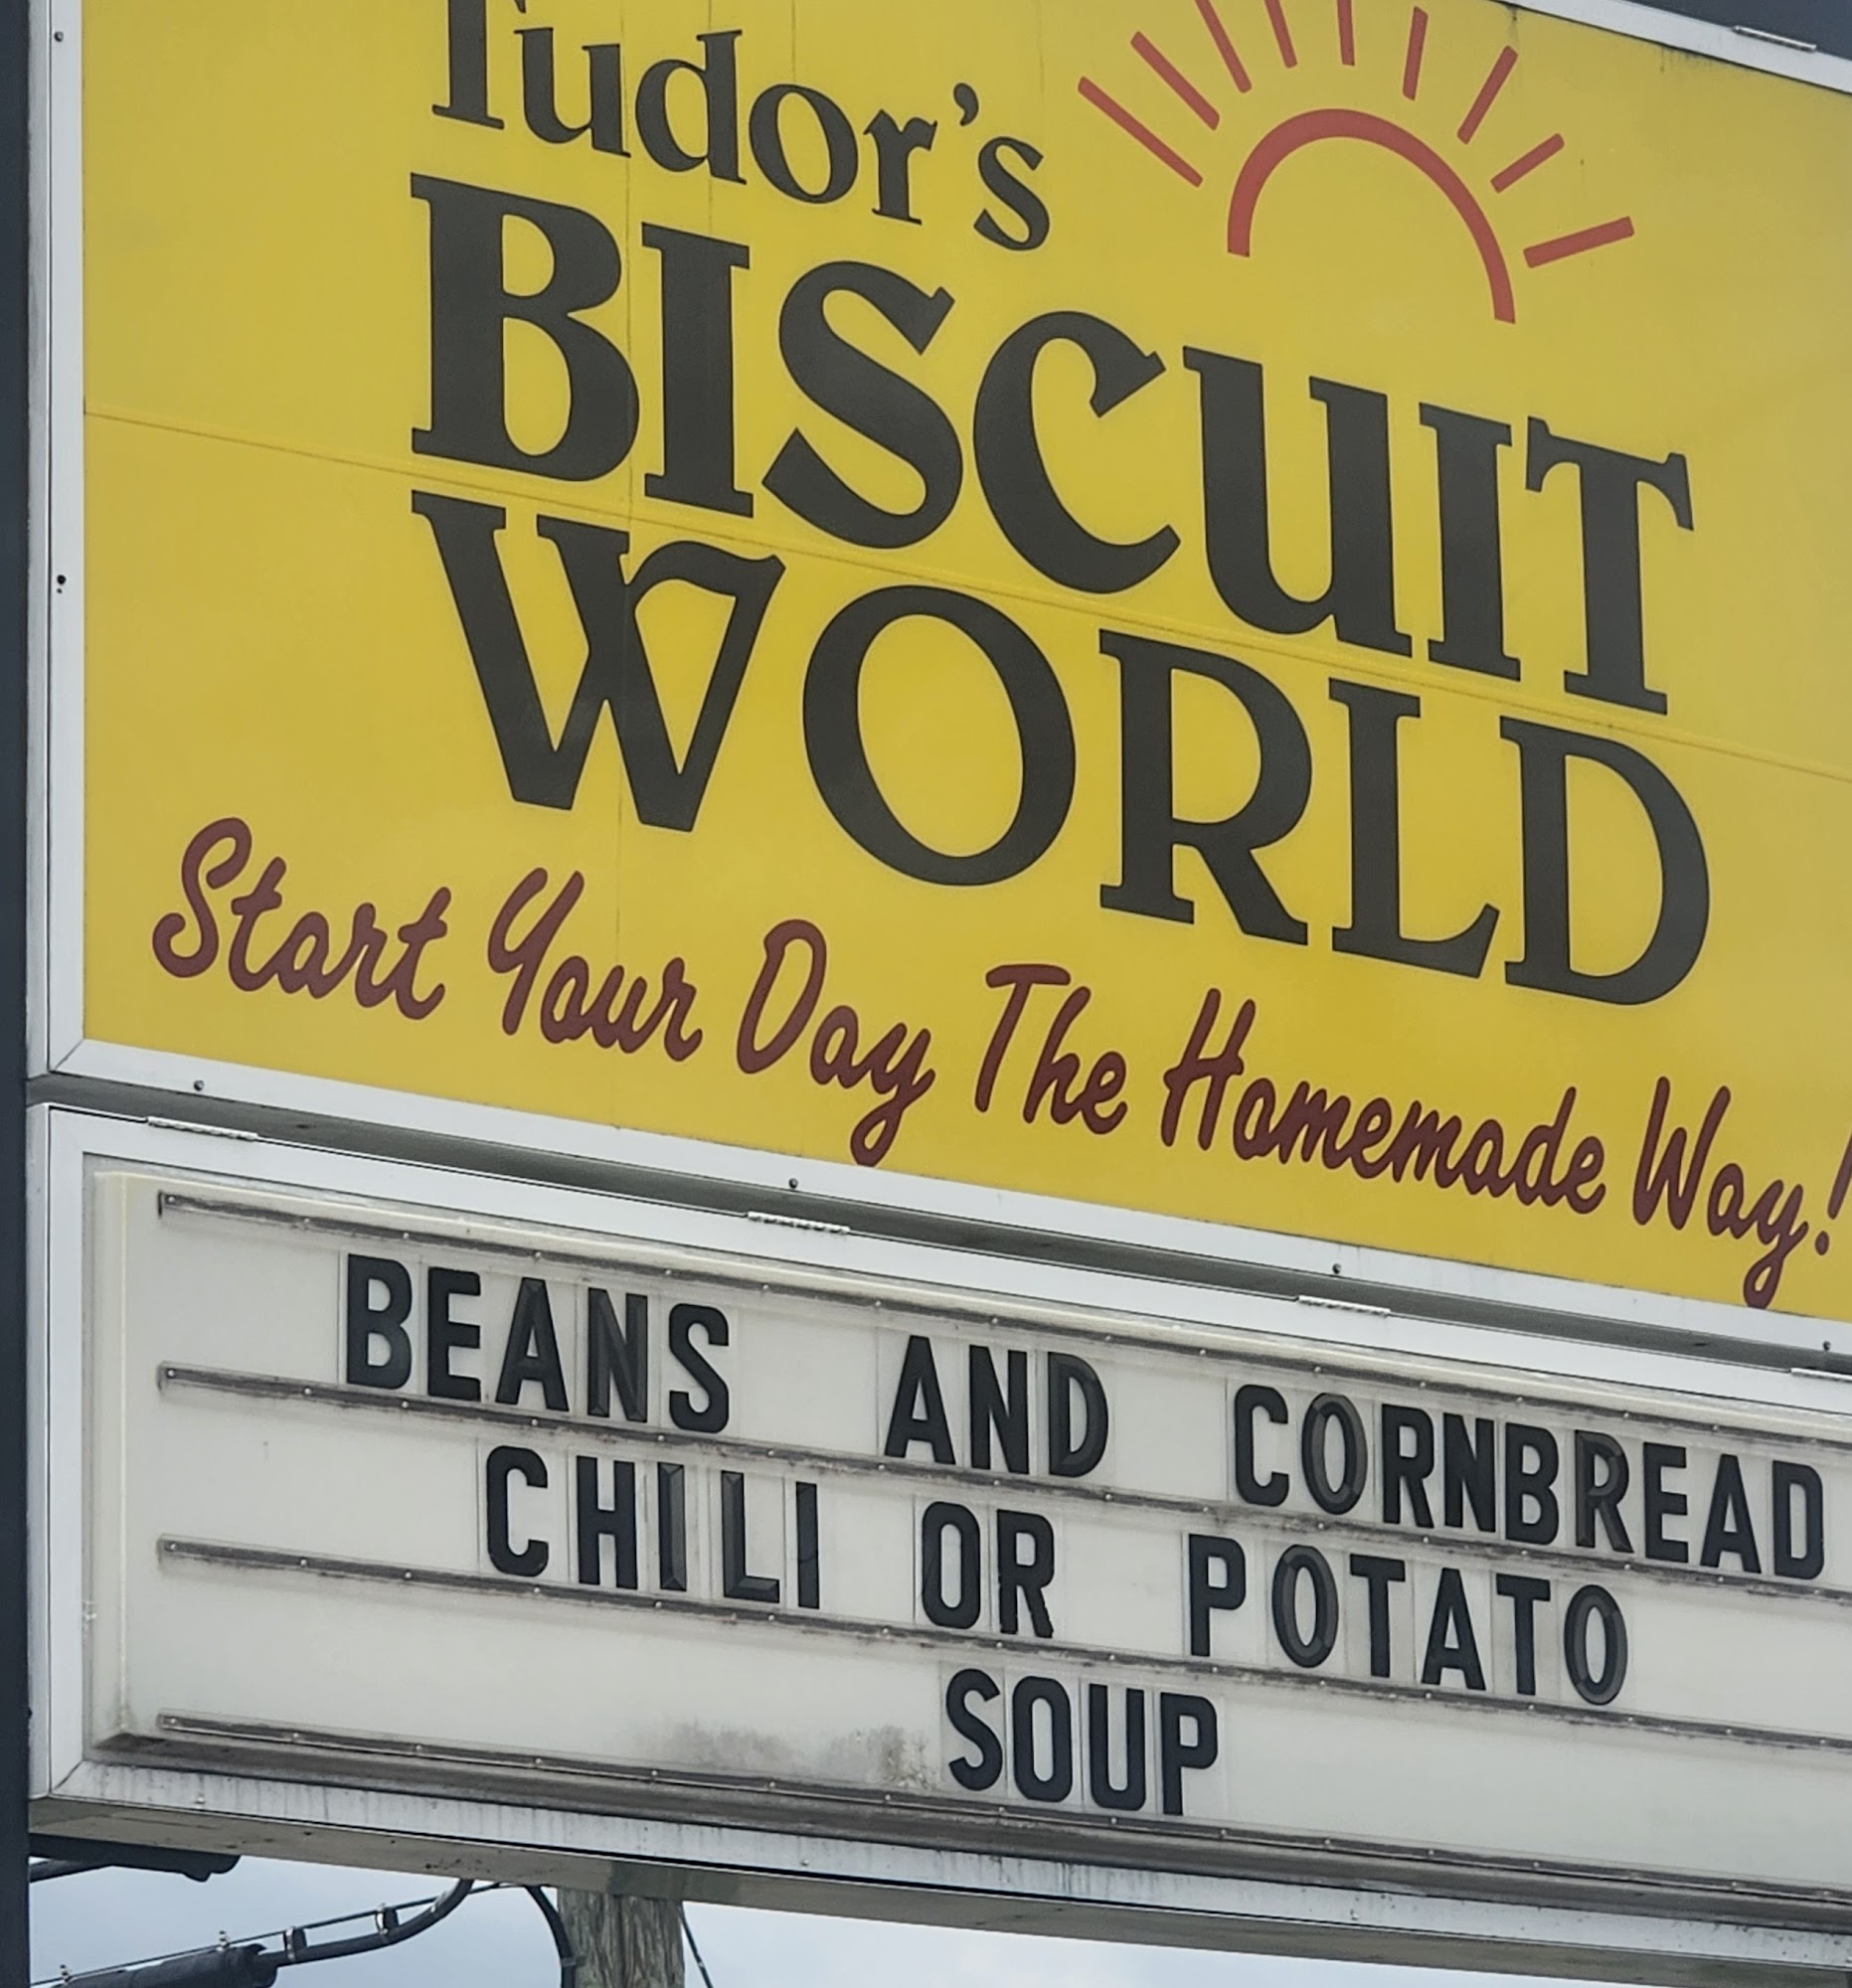 Tudor's
BISCUIT
WORLD
Start Your Day The Homemade Way!
BEANS AND CORNBREAD
CHILI OR POTATO
SOUP